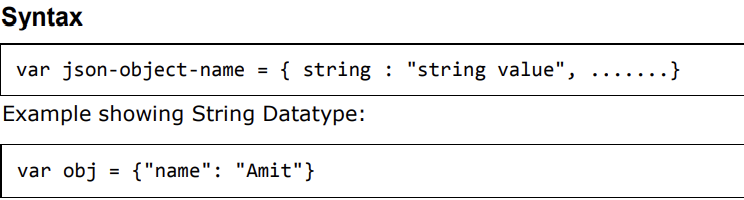 Syntax
var json-object-name = { string : "string value", .......}
Example showing String Datatype:
var obj = {"name": "Amit"}